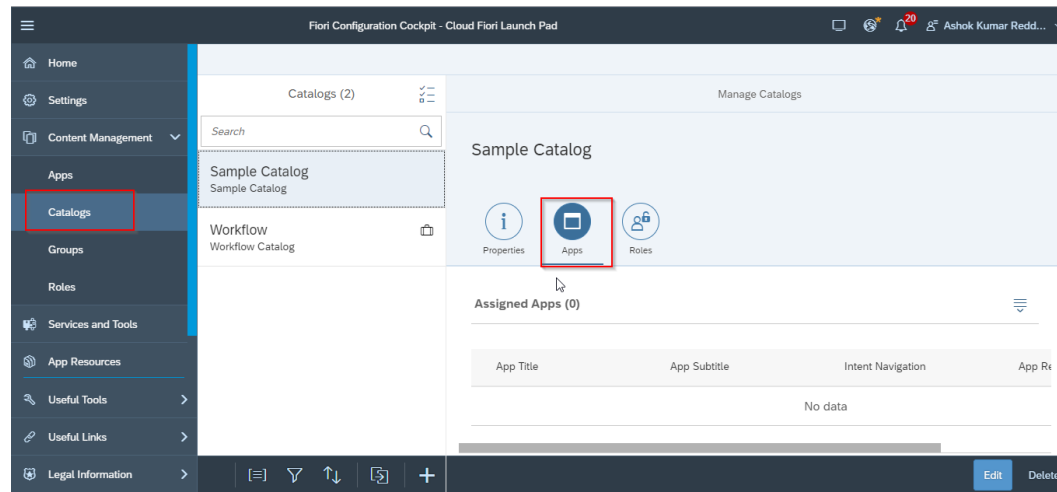 Fiori Configuration Cockpit - Cloud Fiori Launch Pad
20
Ashok Kumar Redd...
Home
Settings
Content Management
Apps
Catalogs
Groups
Roles
Services and Tools
App Resources
Useful Tools
Useful Links
Legal Information
Catalogs (2)
Search
Sample Catalog
Sample Catalog
Workflow
Workflow Catalog
Manage Catalogs
Sample Catalog
Properties
Apps
Roles
Assigned Apps (0)
App Title App Subtitle Intent Navigation App Re
No data
Edit Delete